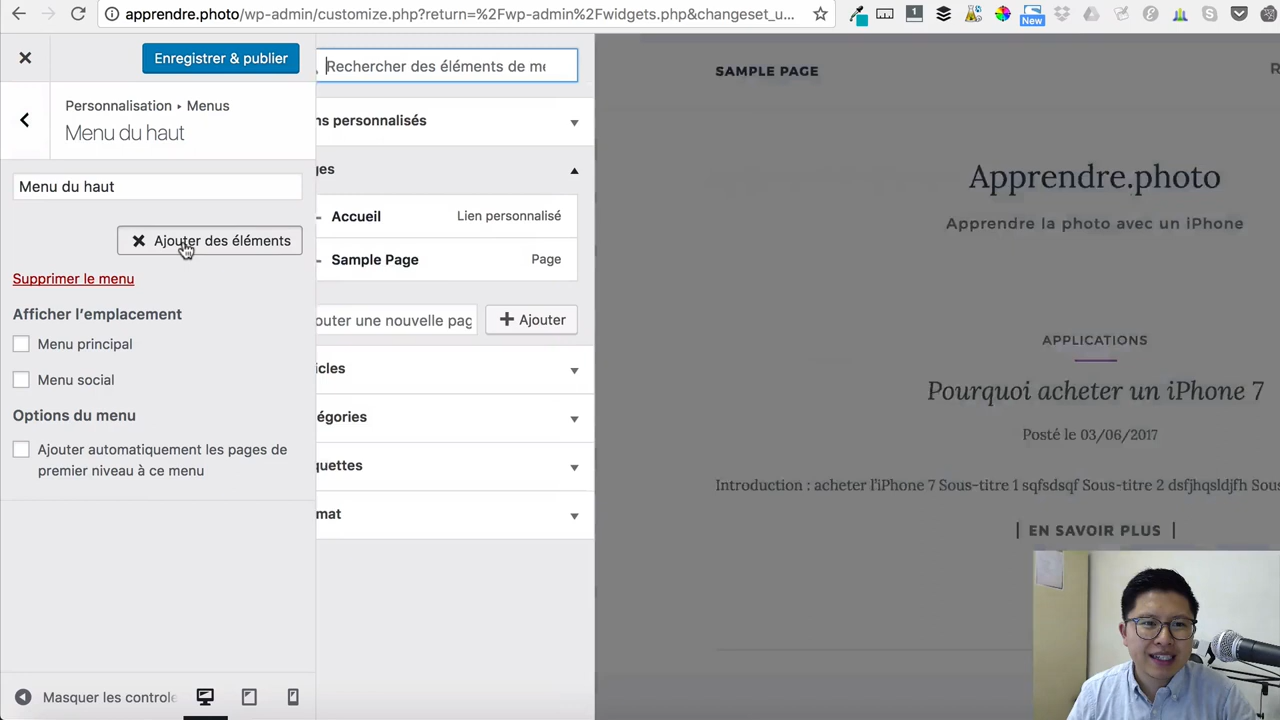 apprendre.photo/wp-admin/customize.php?return=%2Fwp-admin%2Fwidgets.php&changeset_u...
1
New
Enregistrer & publier
Rechercher des éléments de me
Personnalisation ▸ Menus
Menu du haut
Menu du haut
Ajouter des éléments
Supprimer le menu
Afficher l’emplacement
Menu principal
Menu social
Options du menu
Ajouter automatiquement les pages de
premier niveau à ce menu
Masquer les controle
ns personnalisés
ges
Accueil Lien personnalisé
Sample Page Page
outer une nouvelle pag
Ajouter
icles
égories
quettes
mat
SAMPLE PAGE
R
Apprendre.photo
Apprendre la photo avec un iPhone
APPLICATIONS
Pourquoi acheter un iPhone 7
Posté le 03/06/2017
Introduction : acheter l'iPhone 7 Sous-titre 1 sqfsdsqf Sous-titre 2 dsfjhqsldjfh Sous
| EN SAVOIR PLUS |